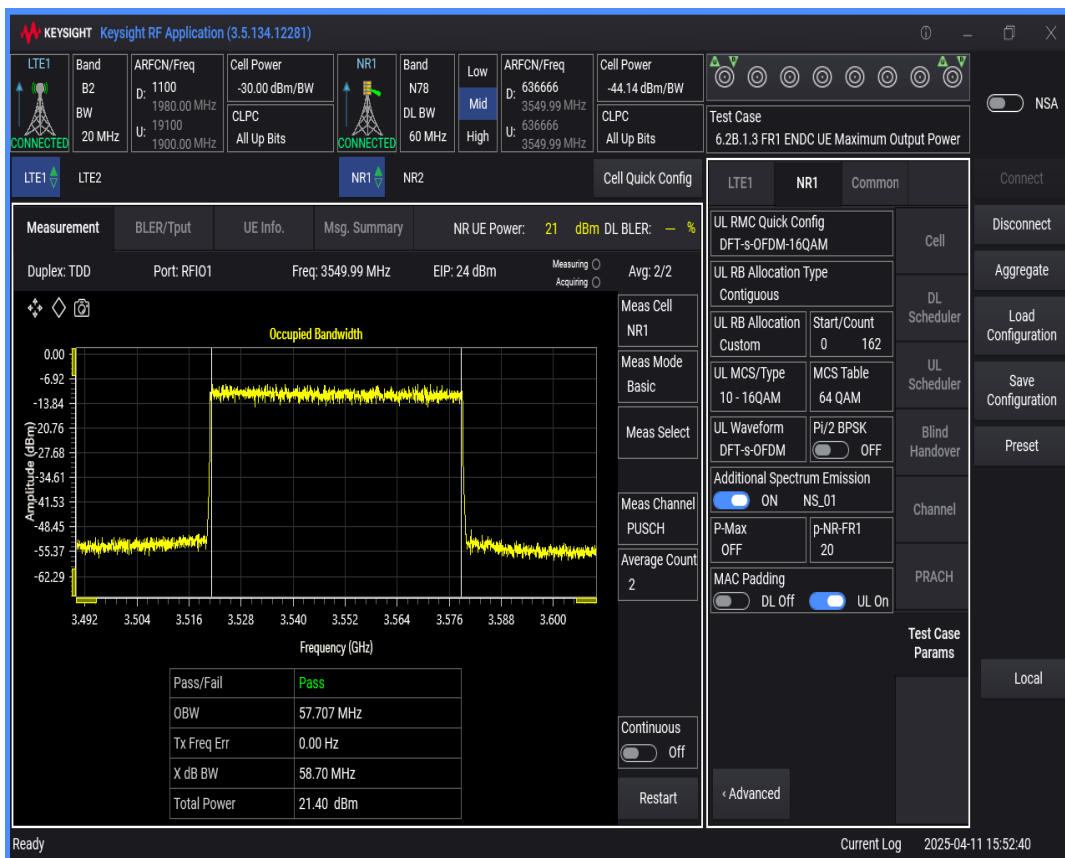 KEYSIGHT Keysight RF Application (3.5.134.12281)
LTE1
CONNECTED
Band
B2
BW
20 MHz
ARFCN/Freq
D: 1100
1980.00 MHz
U: 19100
1900.00 MHz
Cell Power
-30.00 dBm/BW
CLPC
All Up Bits
NR1
CONNECTED
Band
N78
DL BW
60 MHz
Low
Mid
High
ARFCN/Freq
D: 636666
3549.99 MHz
U: 636666
3549.99 MHz
Cell Power
-44.14 dBm/BW
CLPC
All Up Bits
Test Case
6.2B.1.3 FR1 ENDC UE Maximum Output Power
NSA
LTE1 LTE2 NR1 NR2 Cell Quick Config
Measurement BLER/Tput UE Info. Msg. Summary NR UE Power: 21 dBm DL BLER: — %
Duplex: TDD Port: RFIO1 Freq: 3549.99 MHz EIP: 24 dBm Measuring Acquiring Avg: 2/2
Occupied Bandwidth
Amplitude (dBm)
0.00
-6.92
-13.84
-20.76
-27.68
-34.61
-41.53
-48.45
-55.37
-62.29
3.492 3.504 3.516 3.528 3.540 3.552 3.564 3.576 3.588 3.600
Frequency (GHz)
Pass/Fail Pass
OBW 57.707 MHz
Tx Freq Err 0.00 Hz
X dB BW 58.70 MHz
Total Power 21.40 dBm
Meas Cell
NR1
Meas Mode
Basic
Meas Select
Meas Channel
PUSCH
Average Count
2
Continuous
Off
Restart
LTE1 NR1 Common
UL RMC Quick Config
DFT-s-OFDM-16QAM
UL RB Allocation Type
Contiguous
UL RB Allocation
Custom
Start/Count
0 162
UL MCS/Type
10 - 16QAM
MCS Table
64 QAM
UL Waveform
DFT-s-OFDM
Pi/2 BPSK
OFF
Additional Spectrum Emission
ON NS_01
P-Max
OFF
p-NR-FR1
20
MAC Padding
DL Off UL On
‹ Advanced
Cell
DL
Scheduler
UL
Scheduler
Blind
Handover
Channel
PRACH
Test Case
Params
Connect
Disconnect
Aggregate
Load
Configuration
Save
Configuration
Preset
Local
Ready Current Log 2025-04-11 15:52:40